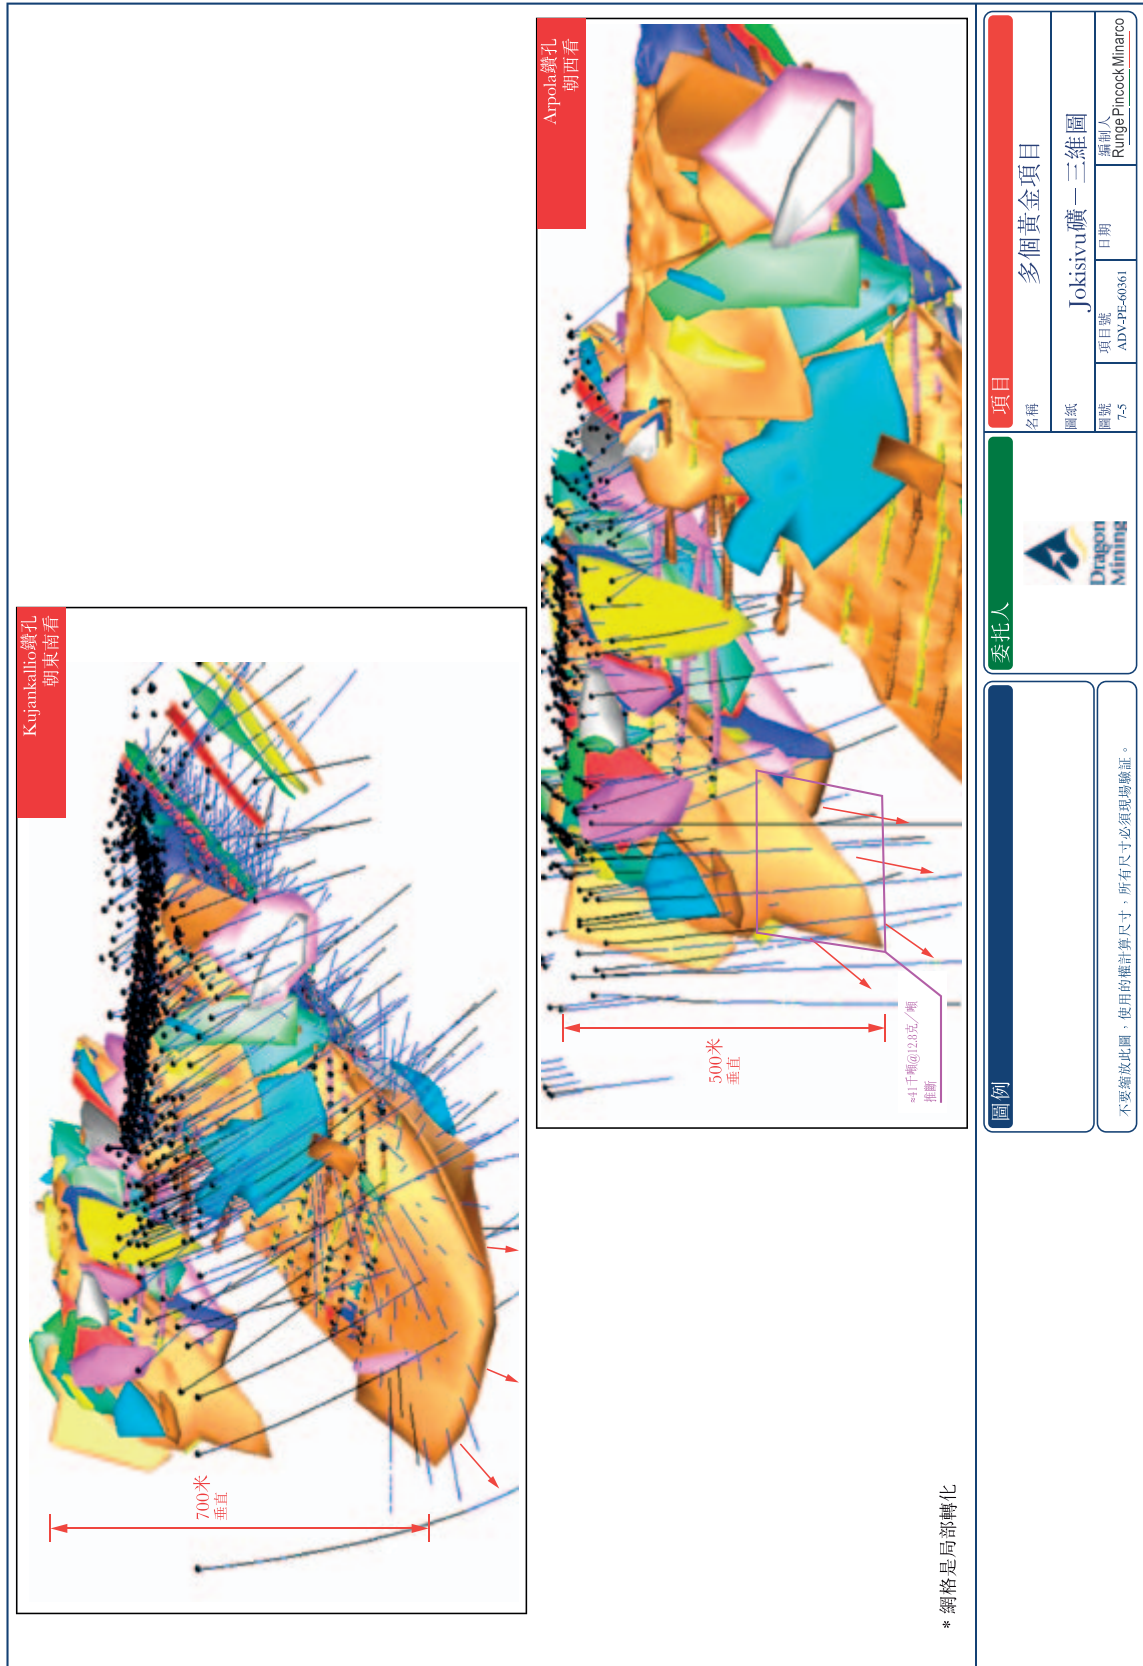 Kujankallio鑽孔
朝東南看
700米
垂直
Arpola鑽孔
朝西看
500米
垂直
≈41千噸@12.8克／噸
推斷
* 網格是局部轉化
圖例
不要縮放此圖，使用的權計算尺寸，所有尺寸必須現場驗証。
委托人
Dragon
Mining
項目
名稱
多個黃金項目
圖紙
Jokisivu礦－三維圖
圖號
7-5
項目號
ADV-PE-60361
日期
編制人
RungePincockMinarco